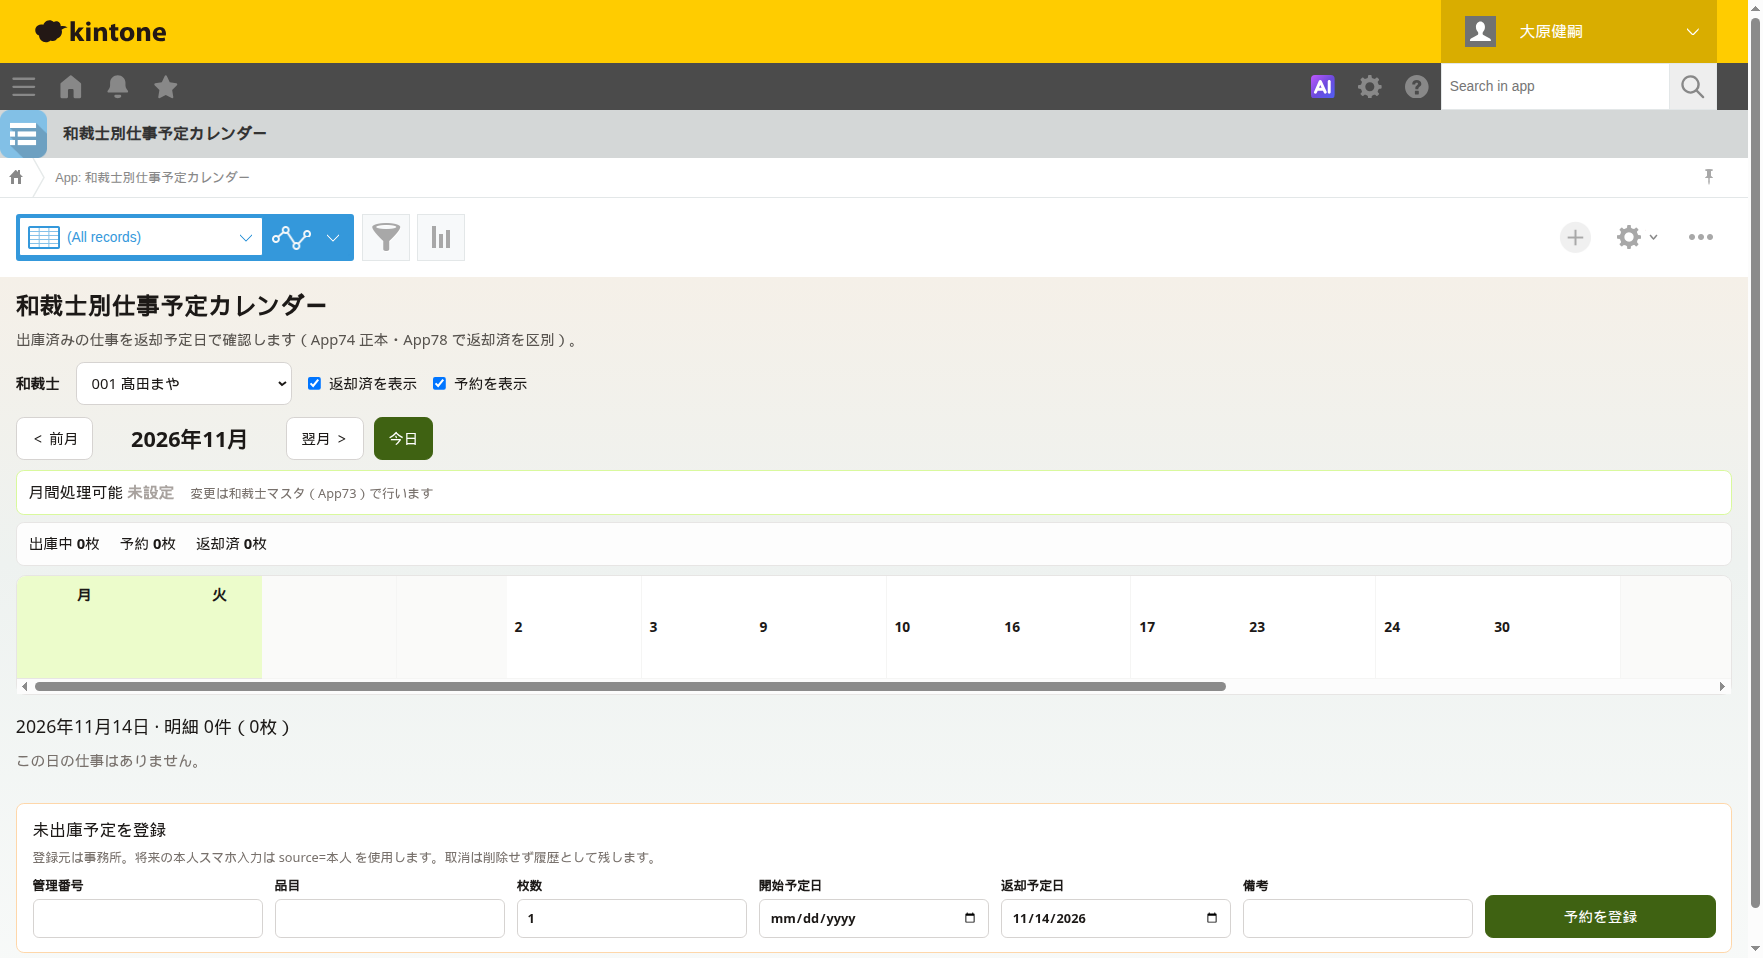 kintone
大原健嗣
AI
Search in app
和裁士別仕事予定カレンダー
App: 和裁士別仕事予定カレンダー
(All records)
和裁士別仕事予定カレンダー
出庫済みの仕事を返却予定日で確認します（App74 正本・App78 で返却済を区別）。
和裁士 001 髙田まや 返却済を表示 予約を表示
< 前月 2026年11月 翌月 > 今日
月間処理可能 未設定 変更は和裁士マスタ（App73）で行います
出庫中 0枚 予約 0枚 返却済 0枚
月 火
2 3 9 10 16 17 23 24 30
2026年11月14日 · 明細 0件（0枚）
この日の仕事はありません。
未出庫予定を登録
登録元は事務所。将来の本人スマホ入力は source=本人 を使用します。取消は削除せず履歴として残します。
管理番号 品目 枚数 開始予定日 返却予定日 備考
1 mm/dd/yyyy 11/14/2026 予約を登録